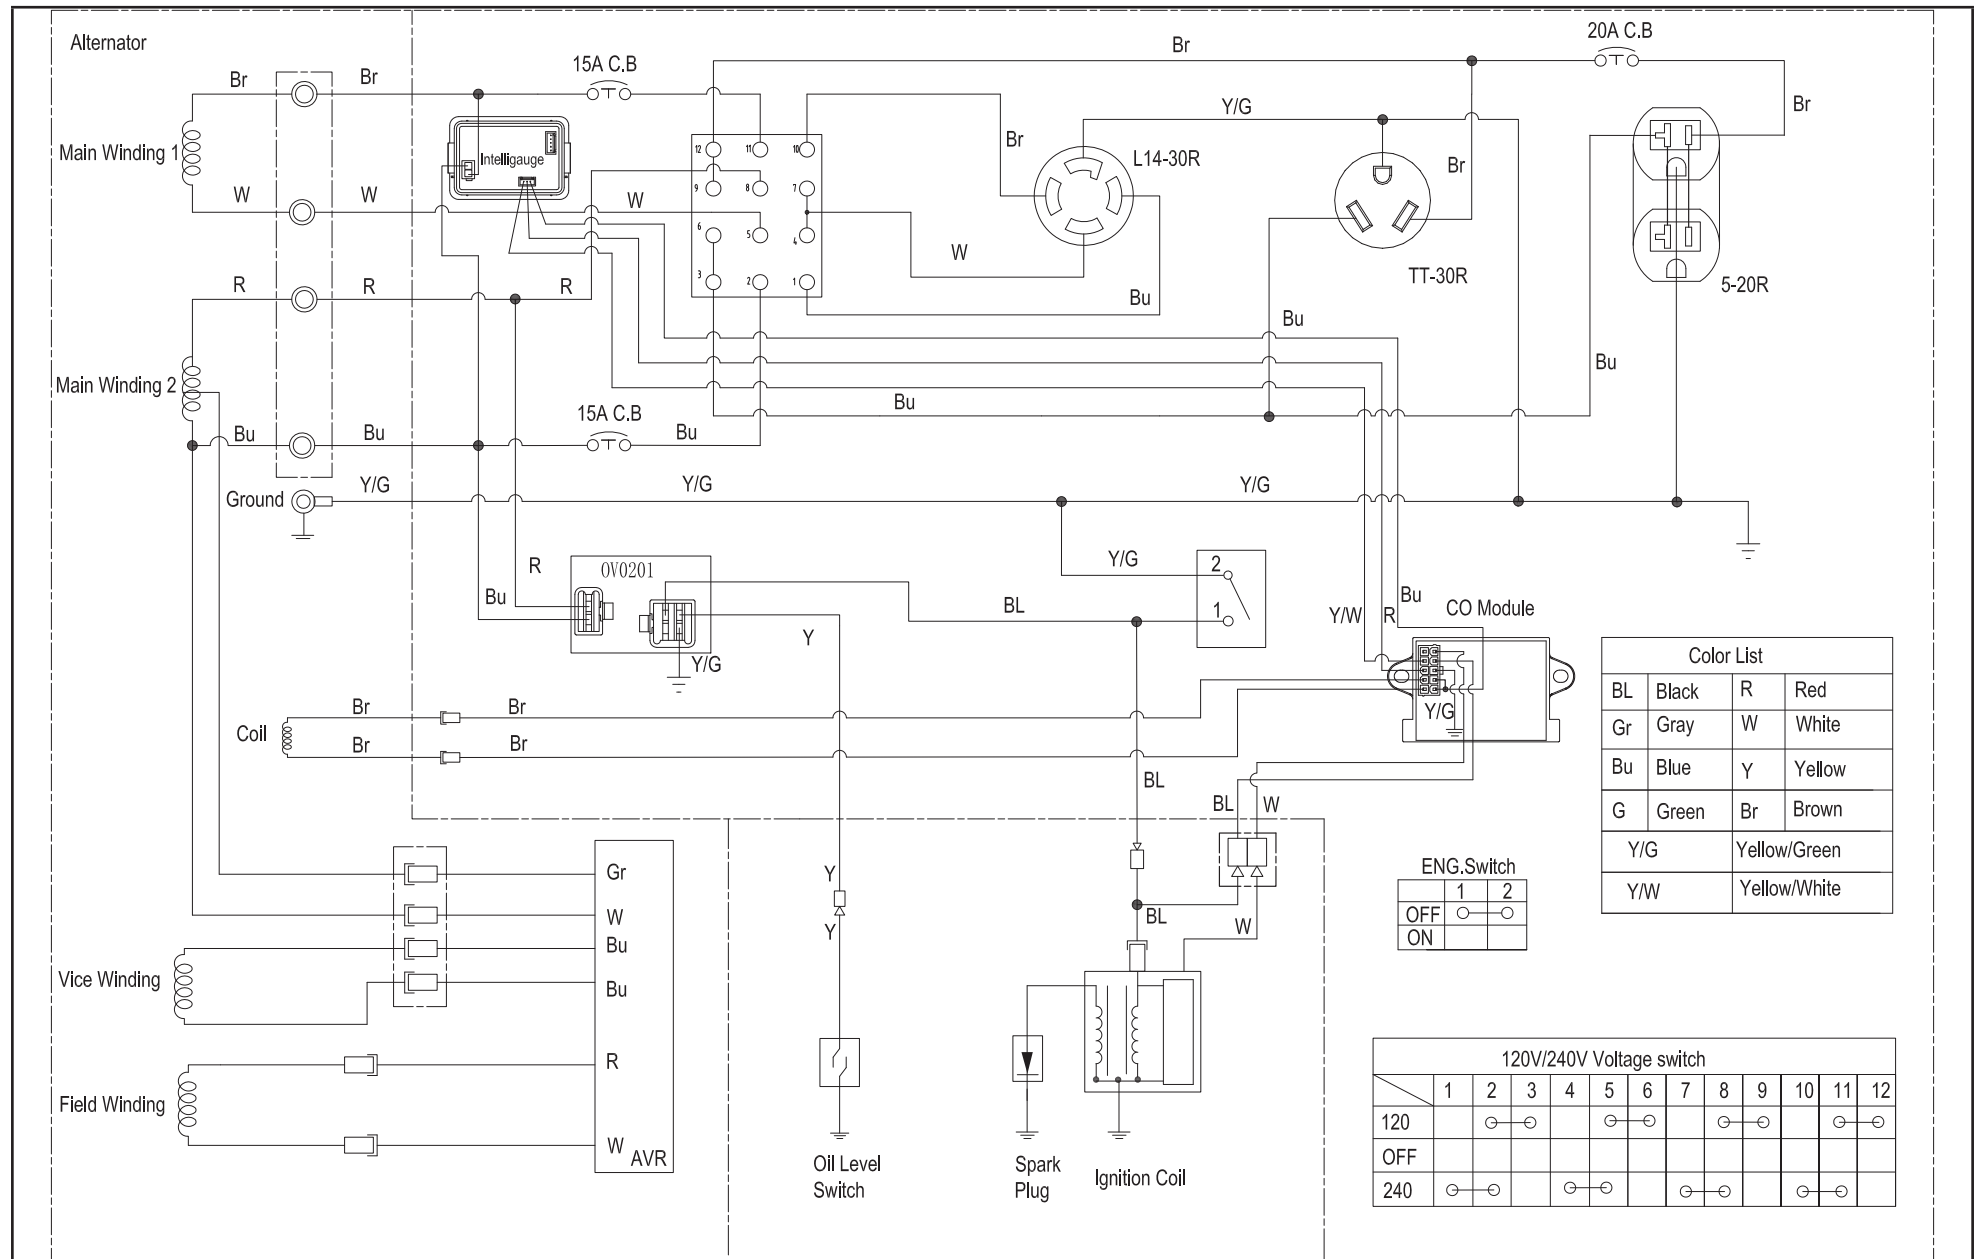 Alternator
Br
Br
15A C.B
Br
20A C.B
Main Winding 1
Intelligauge
12
11
10
Br
Y/G
L14-30R
Br
Br
W
W
W
9
8
7
6
5
4
3
2
1
W
Bu
TT-30R
5-20R
R
R
R
Bu
Bu
Main Winding 2
15A C.B
Bu
Bu
Bu
Bu
Ground
Y/G
Y/G
Y/G
R
Bu
OV0201
Y/G
Y
BL
Y/G
2
1
Y/W
R
Bu
CO Module
Y/G
Coil
Br
Br
Br
Br
BL
BL
W
Color List
BL Black R Red
Gr Gray W White
Bu Blue Y Yellow
G Green Br Brown
Y/G Yellow/Green
Y/W Yellow/White
ENG.Switch
1 2
OFF
ON
Gr
W
Bu
Bu
R
W
AVR
Vice Winding
Field Winding
Y
Y
BL
W
Oil Level
Switch
Spark
Plug
Ignition Coil
120V/240V Voltage switch
1 2 3 4 5 6 7 8 9 10 11 12
120
OFF
240